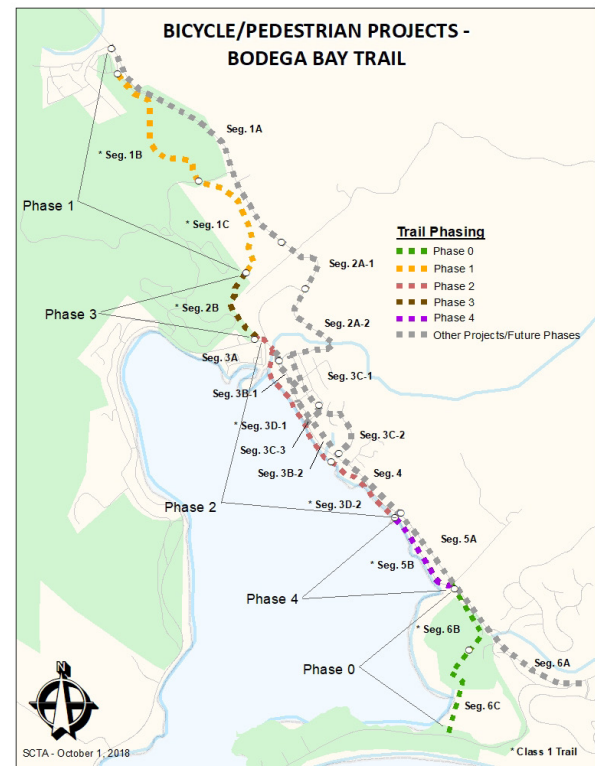 BICYCLE/PEDESTRIAN PROJECTS -
BODEGA BAY TRAIL
Seg. 1A
* Seg. 1B
Phase 1
* Seg. 1C
Trail Phasing
Phase 0
Phase 1
Phase 2
Phase 3
Phase 4
Other Projects/Future Phases
Seg. 2A-1
* Seg. 2B
Phase 3
Seg. 2A-2
Seg. 3A
Seg. 3C-1
Seg. 3B-1
* Seg. 3D-1
Seg. 3C-2
Seg. 3C-3
Seg. 3B-2
Seg. 4
Phase 2
* Seg. 3D-2
Seg. 5A
* Seg. 5B
Phase 4
* Seg. 6B
Phase 0
Seg. 6A
Seg. 6C
N
SCTA - October 1, 2018
* Class 1 Trail